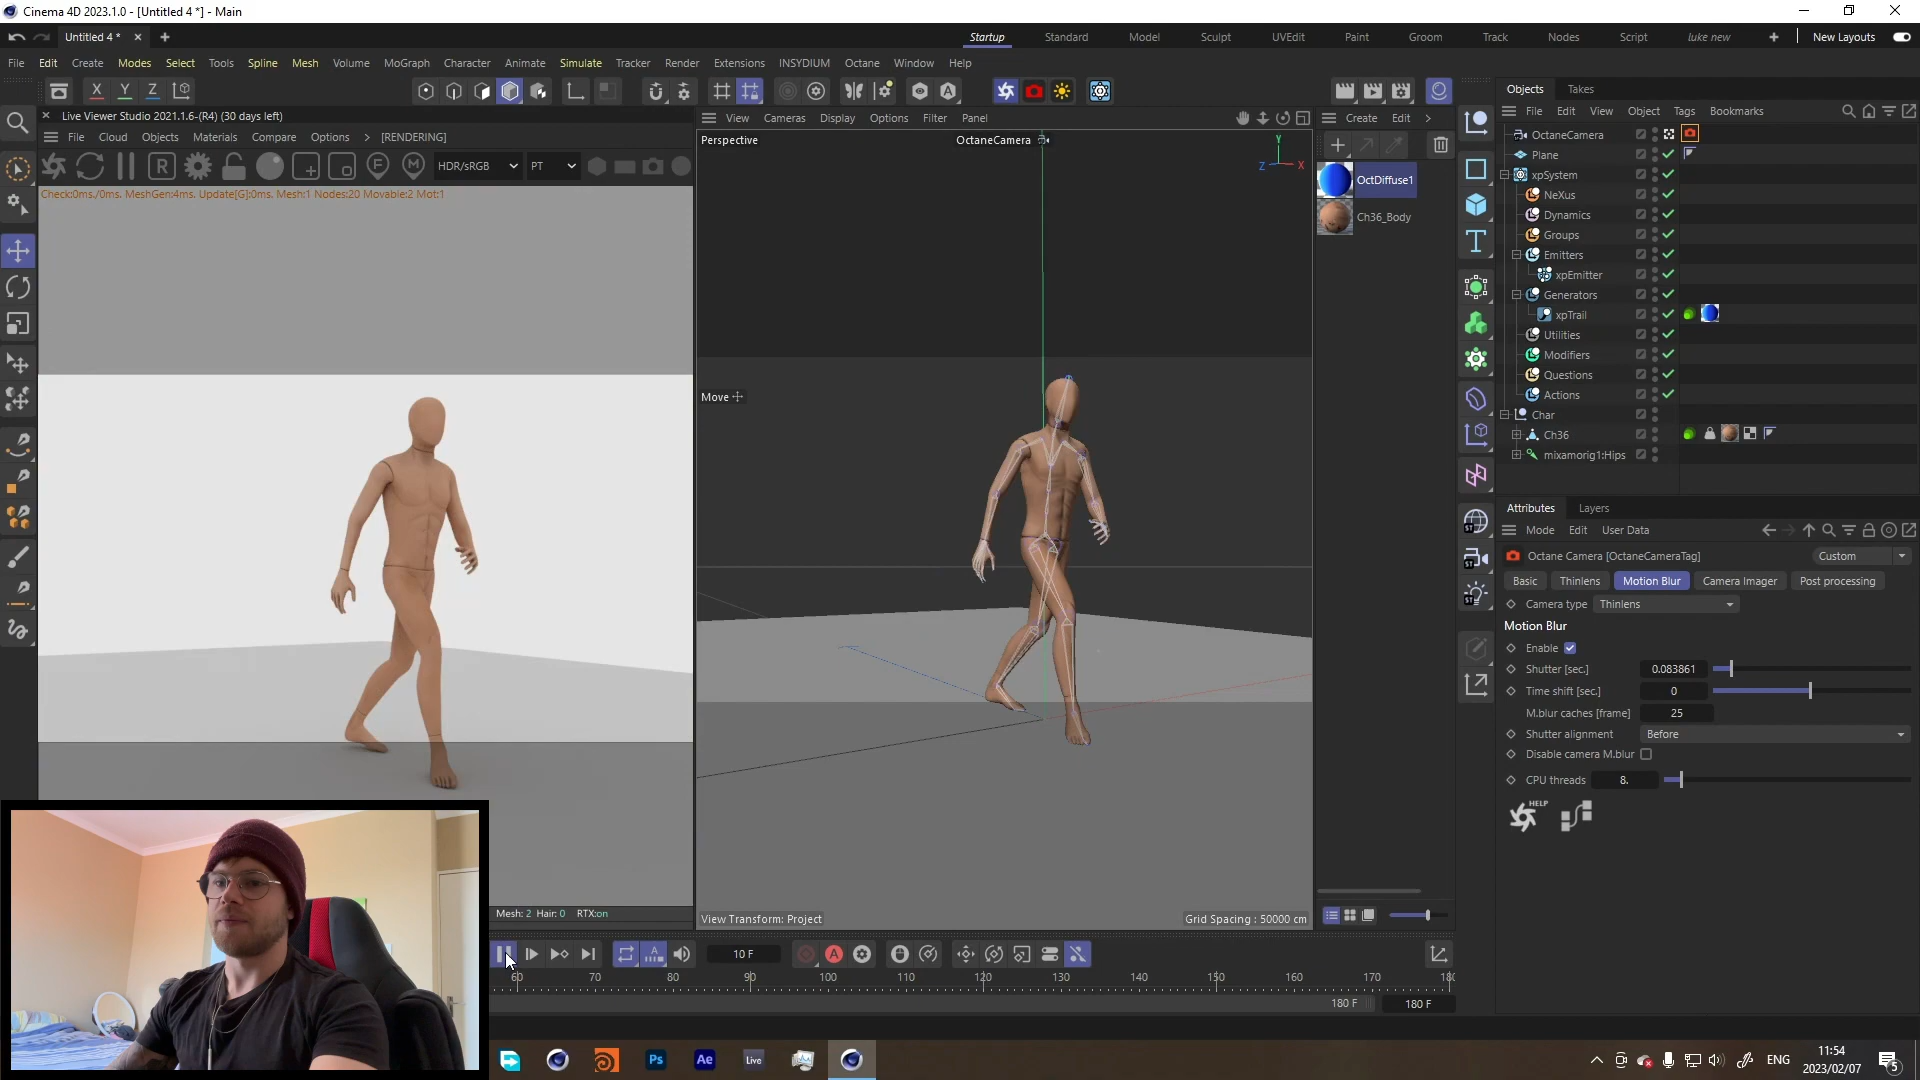 Cinema 4D 2023.1.0 - [Untitled 4 *] - Main
Untitled 4 *
Startup Standard Model Sculpt UVEdit Paint Groom Track Nodes Script luke new New Layouts
File Edit Create Modes Select Tools Spline Mesh Volume MoGraph Character Animate Simulate Tracker Render Extensions INSYDIUM Octane Window Help
X Y Z
Live Viewer Studio 2021.1.6-(R4) (30 days left)
File Cloud Objects Materials Compare Options > [RENDERING]
R F M HDR/sRGB PT
Check:0ms./0ms. MeshGen:4ms. Update[G]:0ms. Mesh:1 Nodes:20 Movable:2 Mot:1
View Cameras Display Options Filter Panel
Perspective
OctaneCamera
Y
Z X
Move
View Transform: Project
Grid Spacing : 50000 cm
Create Edit
OctDiffuse1
Ch36_Body
Objects Takes
File Edit View Object Tags Bookmarks
OctaneCamera
Plane
xpSystem
NeXus
Dynamics
Groups
Emitters
xpEmitter
Generators
xpTrail
Utilities
Modifiers
Questions
Actions
Char
Ch36
mixamorig1:Hips
Attributes Layers
Mode Edit User Data
Octane Camera [OctaneCameraTag]
Custom
Basic Thinlens Motion Blur Camera Imager Post processing
Camera type Thinlens
Motion Blur
Enable
Shutter [sec.] 0.083861
Time shift [sec.] 0
M.blur caches [frame] 25
Shutter alignment Before
Disable camera M.blur
CPU threads 8.
HELP
Mesh: 2 Hair: 0 RTX:on
10 F
60 70 80 90 100 110 120 130 140 150 160 170 18
180 F 180 F
Ps Ae Live
ENG
11:54
2023/02/07
5